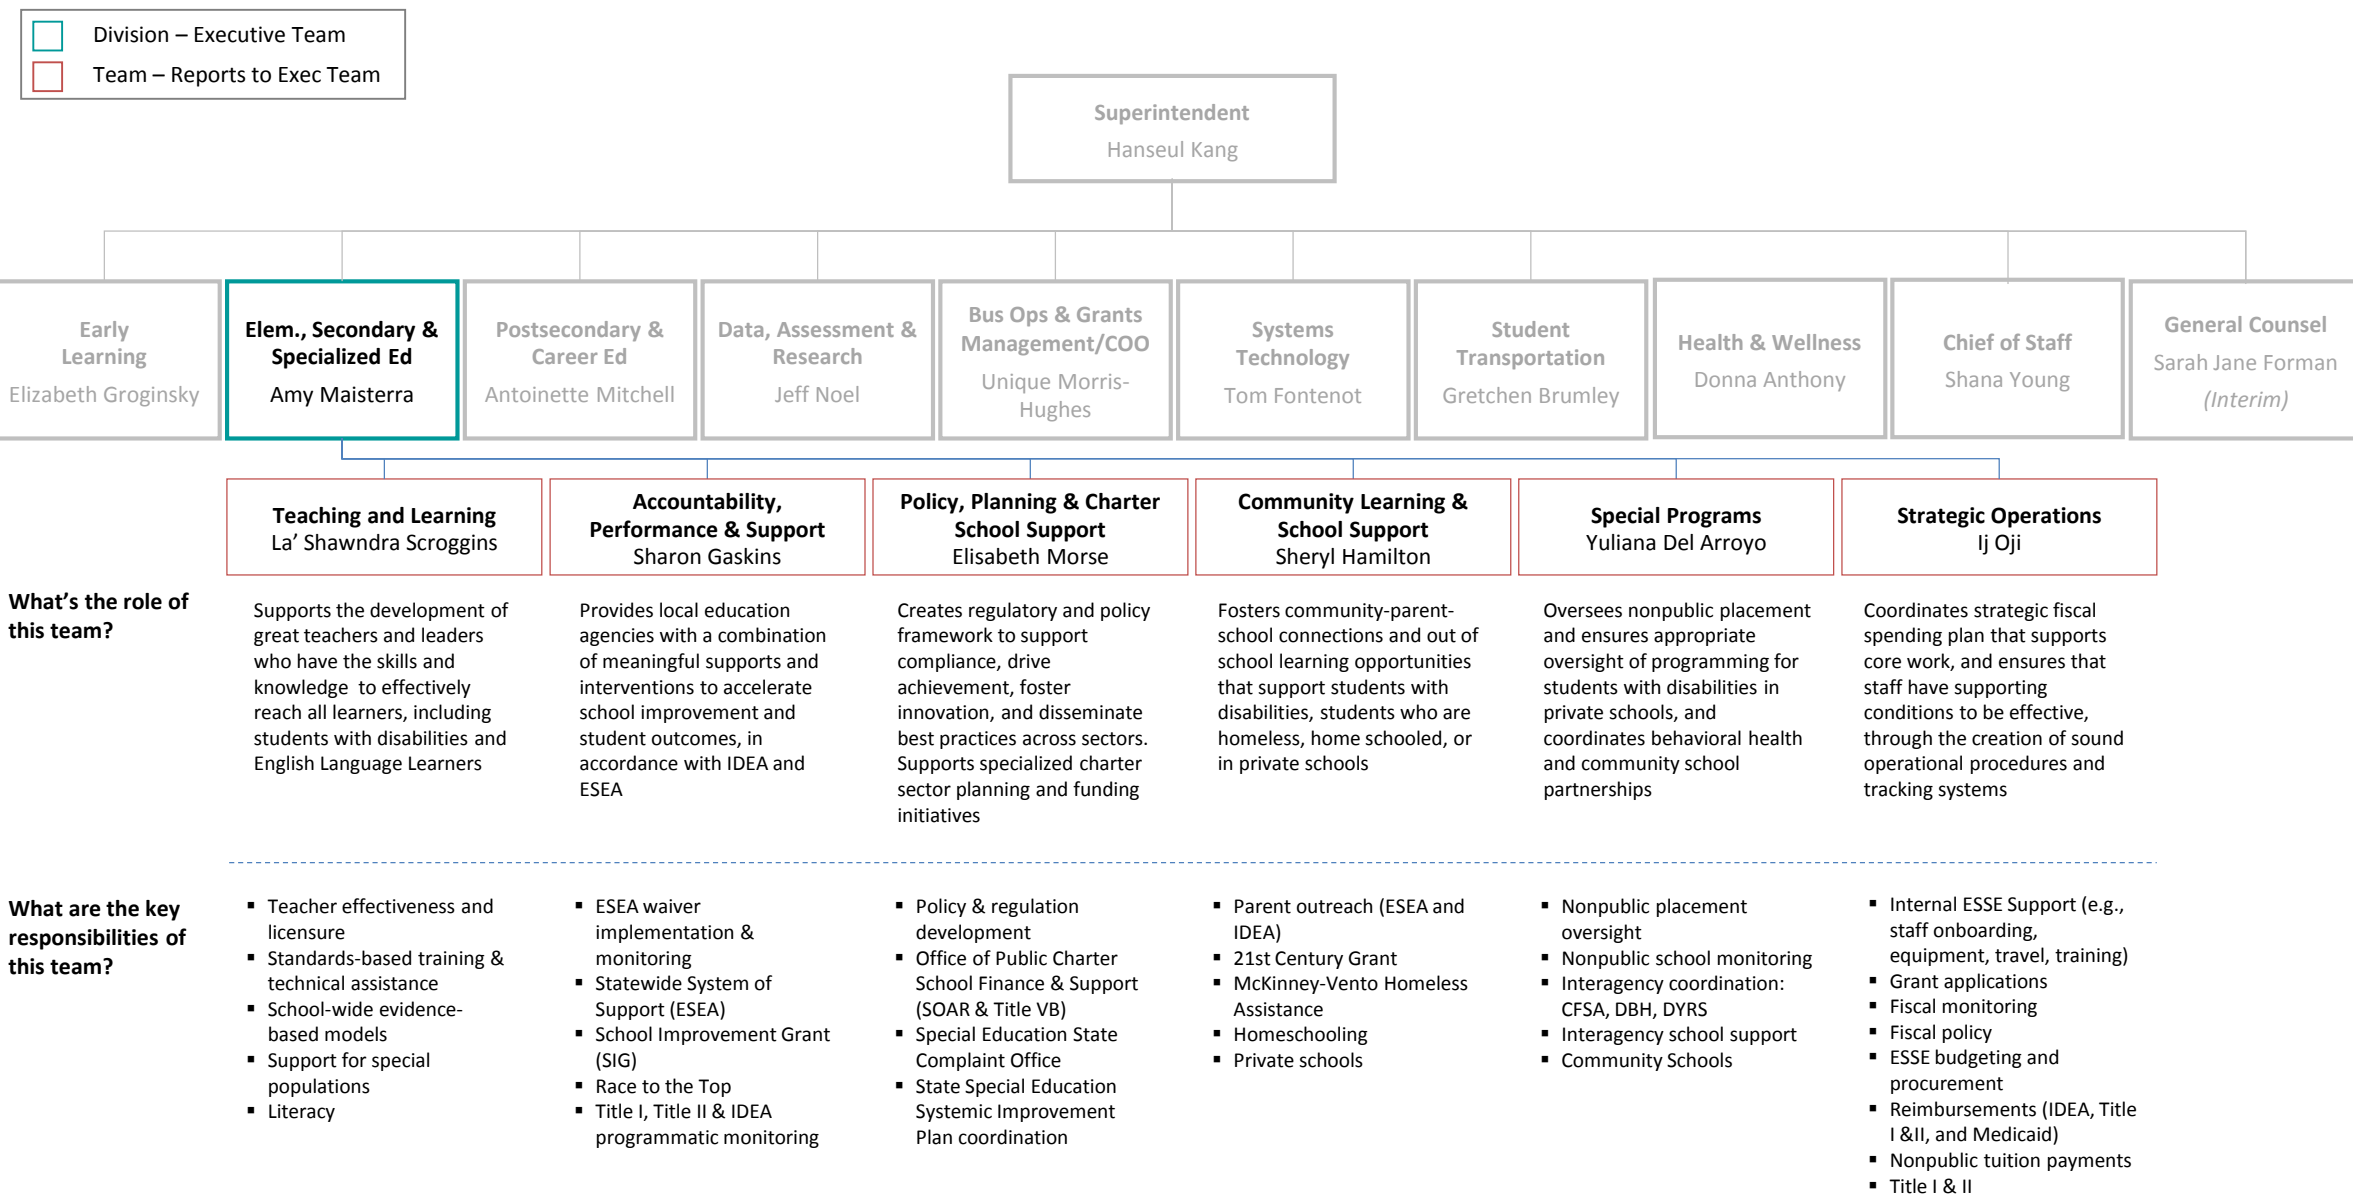 Division – Executive Team
Team – Reports to Exec Team
Superintendent
Hanseul Kang
Early
Learning
Elizabeth Groginsky
Elem., Secondary &
Specialized Ed
Amy Maisterra
Postsecondary &
Career Ed
Antoinette Mitchell
Data, Assessment &
Research
Jeff Noel
Bus Ops & Grants
Management/COO
Unique Morris-
Hughes
Systems
Technology
Tom Fontenot
Student
Transportation
Gretchen Brumley
Health & Wellness
Donna Anthony
Chief of Staff
Shana Young
General Counsel
Sarah Jane Forman
(Interim)
Teaching and Learning
La’ Shawndra Scroggins
Accountability,
Performance & Support
Sharon Gaskins
Policy, Planning & Charter
School Support
Elisabeth Morse
Community Learning &
School Support
Sheryl Hamilton
Special Programs
Yuliana Del Arroyo
Strategic Operations
Ij Oji
What’s the role of
this team?
Supports the development of
great teachers and leaders
who have the skills and
knowledge to effectively
reach all learners, including
students with disabilities and
English Language Learners
Provides local education
agencies with a combination
of meaningful supports and
interventions to accelerate
school improvement and
student outcomes, in
accordance with IDEA and
ESEA
Creates regulatory and policy
framework to support
compliance, drive
achievement, foster
innovation, and disseminate
best practices across sectors.
Supports specialized charter
sector planning and funding
initiatives
Fosters community-parent-
school connections and out of
school learning opportunities
that support students with
disabilities, students who are
homeless, home schooled, or
in private schools
Oversees nonpublic placement
and ensures appropriate
oversight of programming for
students with disabilities in
private schools, and
coordinates behavioral health
and community school
partnerships
Coordinates strategic fiscal
spending plan that supports
core work, and ensures that
staff have supporting
conditions to be effective,
through the creation of sound
operational procedures and
tracking systems
What are the key
responsibilities of
this team?
▪ Teacher effectiveness and
licensure
▪ Standards-based training &
technical assistance
▪ School-wide evidence-
based models
▪ Support for special
populations
▪ Literacy
▪ ESEA waiver
implementation &
monitoring
▪ Statewide System of
Support (ESEA)
▪ School Improvement Grant
(SIG)
▪ Race to the Top
▪ Title I, Title II & IDEA
programmatic monitoring
▪ Policy & regulation
development
▪ Office of Public Charter
School Finance & Support
(SOAR & Title VB)
▪ Special Education State
Complaint Office
▪ State Special Education
Systemic Improvement
Plan coordination
▪ Parent outreach (ESEA and
IDEA)
▪ 21st Century Grant
▪ McKinney-Vento Homeless
Assistance
▪ Homeschooling
▪ Private schools
▪ Nonpublic placement
oversight
▪ Nonpublic school monitoring
▪ Interagency coordination:
CFSA, DBH, DYRS
▪ Interagency school support
▪ Community Schools
▪ Internal ESSE Support (e.g.,
staff onboarding,
equipment, travel, training)
▪ Grant applications
▪ Fiscal monitoring
▪ Fiscal policy
▪ ESSE budgeting and
procurement
▪ Reimbursements (IDEA, Title
I &II, and Medicaid)
▪ Nonpublic tuition payments
▪ Title I & II